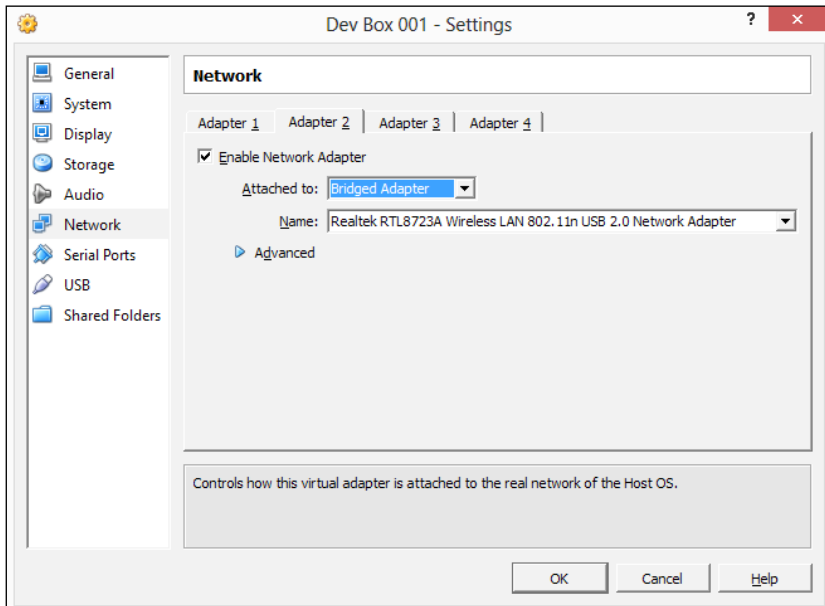 Dev Box 001 - Settings
?
×
General
System
Display
Storage
Audio
Network
Serial Ports
USB
Shared Folders
Network
Adapter 1
Adapter 2
Adapter 3
Adapter 4
Enable Network Adapter
Attached to: Bridged Adapter
Name: Realtek RTL8723A Wireless LAN 802.11n USB 2.0 Network Adapter
Advanced
Controls how this virtual adapter is attached to the real network of the Host OS.
OK
Cancel
Help